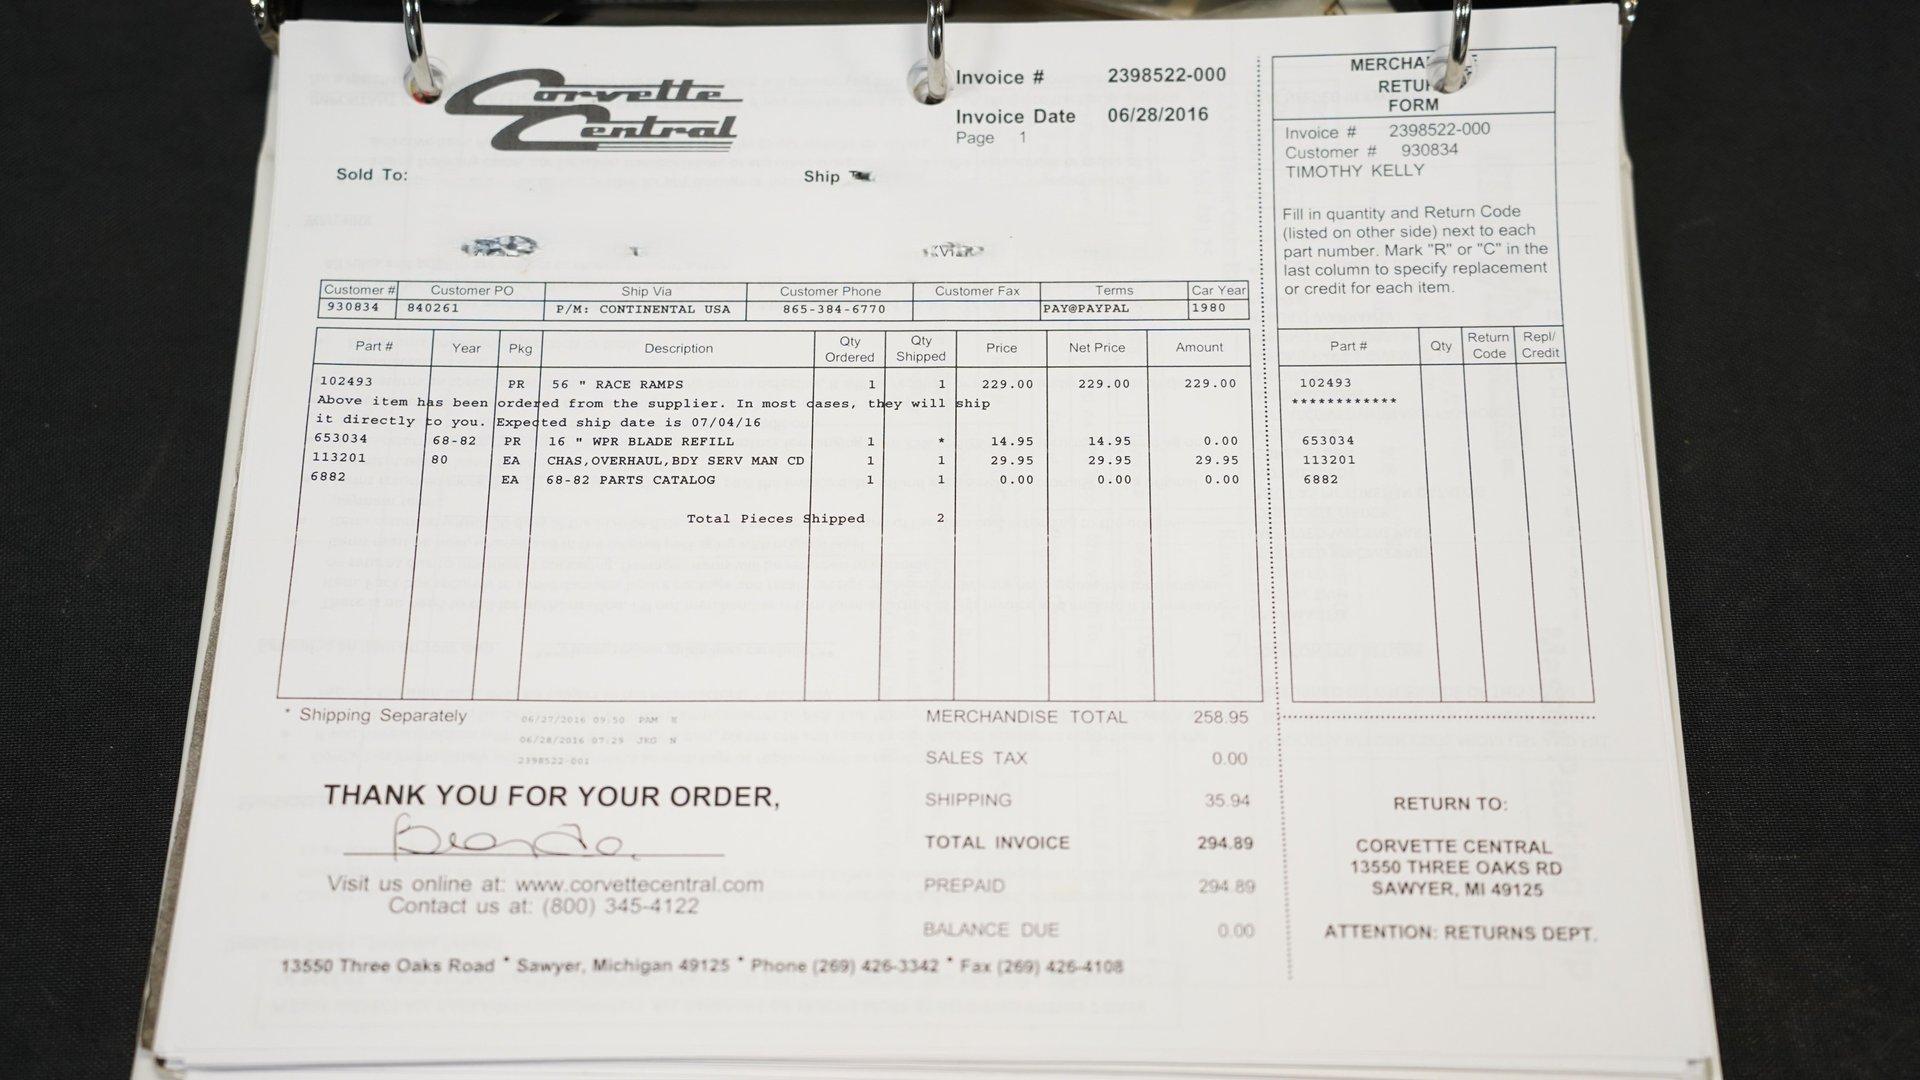 Corvette
Central
Invoice # 2398522-000
Invoice Date 06/28/2016
Page 1
Sold To:
Ship
Customer # Customer PO Ship Via Customer Phone Customer Fax Terms Car Year
930834 840261 P/M: CONTINENTAL USA 865-384-6770 PAY@PAYPAL 1980
Part # Year Pkg Description Qty Ordered Qty Shipped Price Net Price Amount
102493 PR 56 " RACE RAMPS 1 1 229.00 229.00 229.00
Above item has been ordered from the supplier. In most cases, they will ship
it directly to you. Expected ship date is 07/04/16
653034 68-82 PR 16 " WPR BLADE REFILL 1 * 14.95 14.95 0.00
113201 80 EA CHAS,OVERHAUL,BDY SERV MAN CD 1 1 29.95 29.95 29.95
6882 EA 68-82 PARTS CATALOG 1 1 0.00 0.00 0.00
Total Pieces Shipped 2
* Shipping Separately
06/27/2016 09:50 PAM
06/28/2016 07:29 JKG N
2398522-001
MERCHANDISE TOTAL 258.95
SALES TAX 0.00
SHIPPING 35.94
TOTAL INVOICE 294.89
PREPAID 294.89
BALANCE DUE 0.00
THANK YOU FOR YOUR ORDER,
Visit us online at: www.corvettecentral.com
Contact us at: (800) 345-4122
13550 Three Oaks Road * Sawyer, Michigan 49125 * Phone (269) 426-3342 * Fax (269) 426-4108
FORM
Invoice # 2398522-000
Customer # 930834
TIMOTHY KELLY
Fill in quantity and Return Code
(listed on other side) next to each
part number. Mark "R" or "C" in the
last column to specify replacement
or credit for each item.
Part # Qty Return Code Repl/ Credit
102493
************
653034
113201
6882
RETURN TO:
CORVETTE CENTRAL
13550 THREE OAKS RD
SAWYER, MI 49125
ATTENTION: RETURNS DEPT.